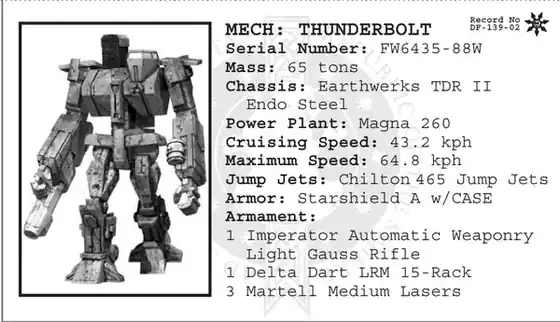 Record No
DF-139-02
MECH: THUNDERBOLT
Serial Number: FW6435-88W
Mass: 65 tons
Chassis: Earthwerks TDR II
Endo Steel
Power Plant: Magna 260
Cruising Speed: 43.2 kph
Maximum Speed: 64.8 kph
Jump Jets: Chilton 465 Jump Jets
Armor: Starshield A w/CASE
Armament:
1 Imperator Automatic Weaponry
Light Gauss Rifle
1 Delta Dart LRM 15-Rack
3 Martell Medium Lasers